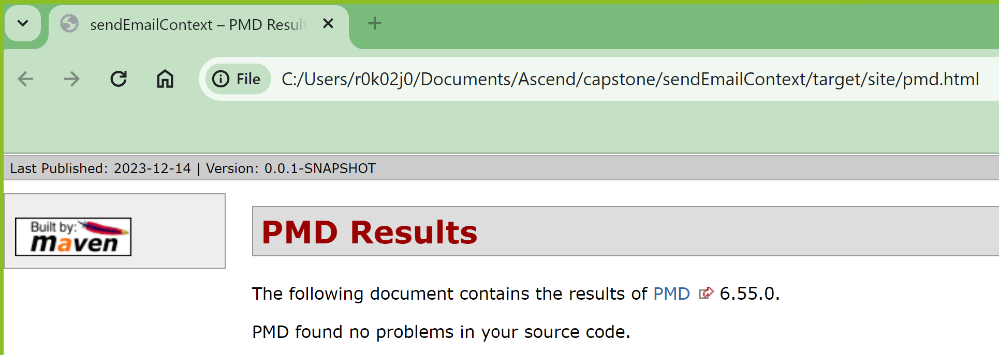 sendEmailContext – PMD Result
File C:/Users/r0k02j0/Documents/Ascend/capstone/sendEmailContext/target/site/pmd.html
Last Published: 2023-12-14 | Version: 0.0.1-SNAPSHOT
Built by:
maven
PMD Results
The following document contains the results of PMD 6.55.0.
PMD found no problems in your source code.